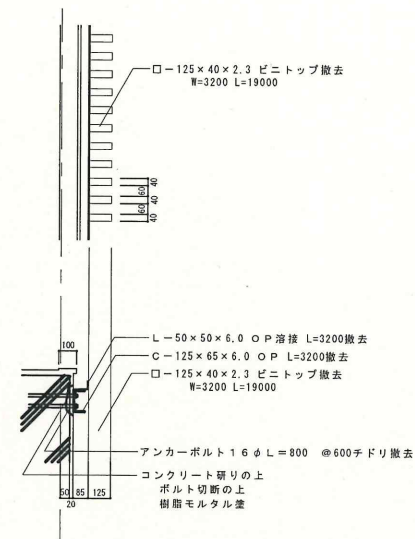 □－125×40×2.3 ビニトップ撤去
W=3200 L=19000
40
60
40
60
40
100
L－50×50×6.0 OP溶接 L=3200撤去
C－125×65×6.0 OP L=3200撤去
□－125×40×2.3 ビニトップ撤去
W=3200 L=19000
アンカーボルト16φL=800 @600チドリ撤去
コンクリート研りの上
ボルト切断の上
樹脂モルタル塗
50 85 125
20